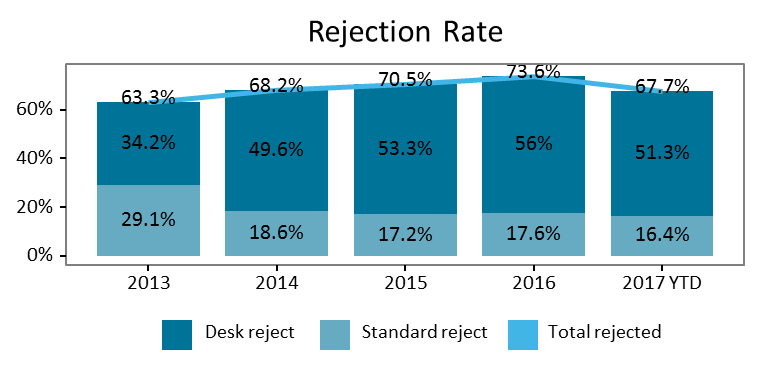 Rejection Rate
63.3% 68.2% 70.5% 73.6% 67.7%
60%
34.2% 49.6% 53.3% 56% 51.3%
40%
20%
29.1% 18.6% 17.2% 17.6% 16.4%
0%
2013 2014 2015 2016 2017 YTD
Desk reject Standard reject Total rejected